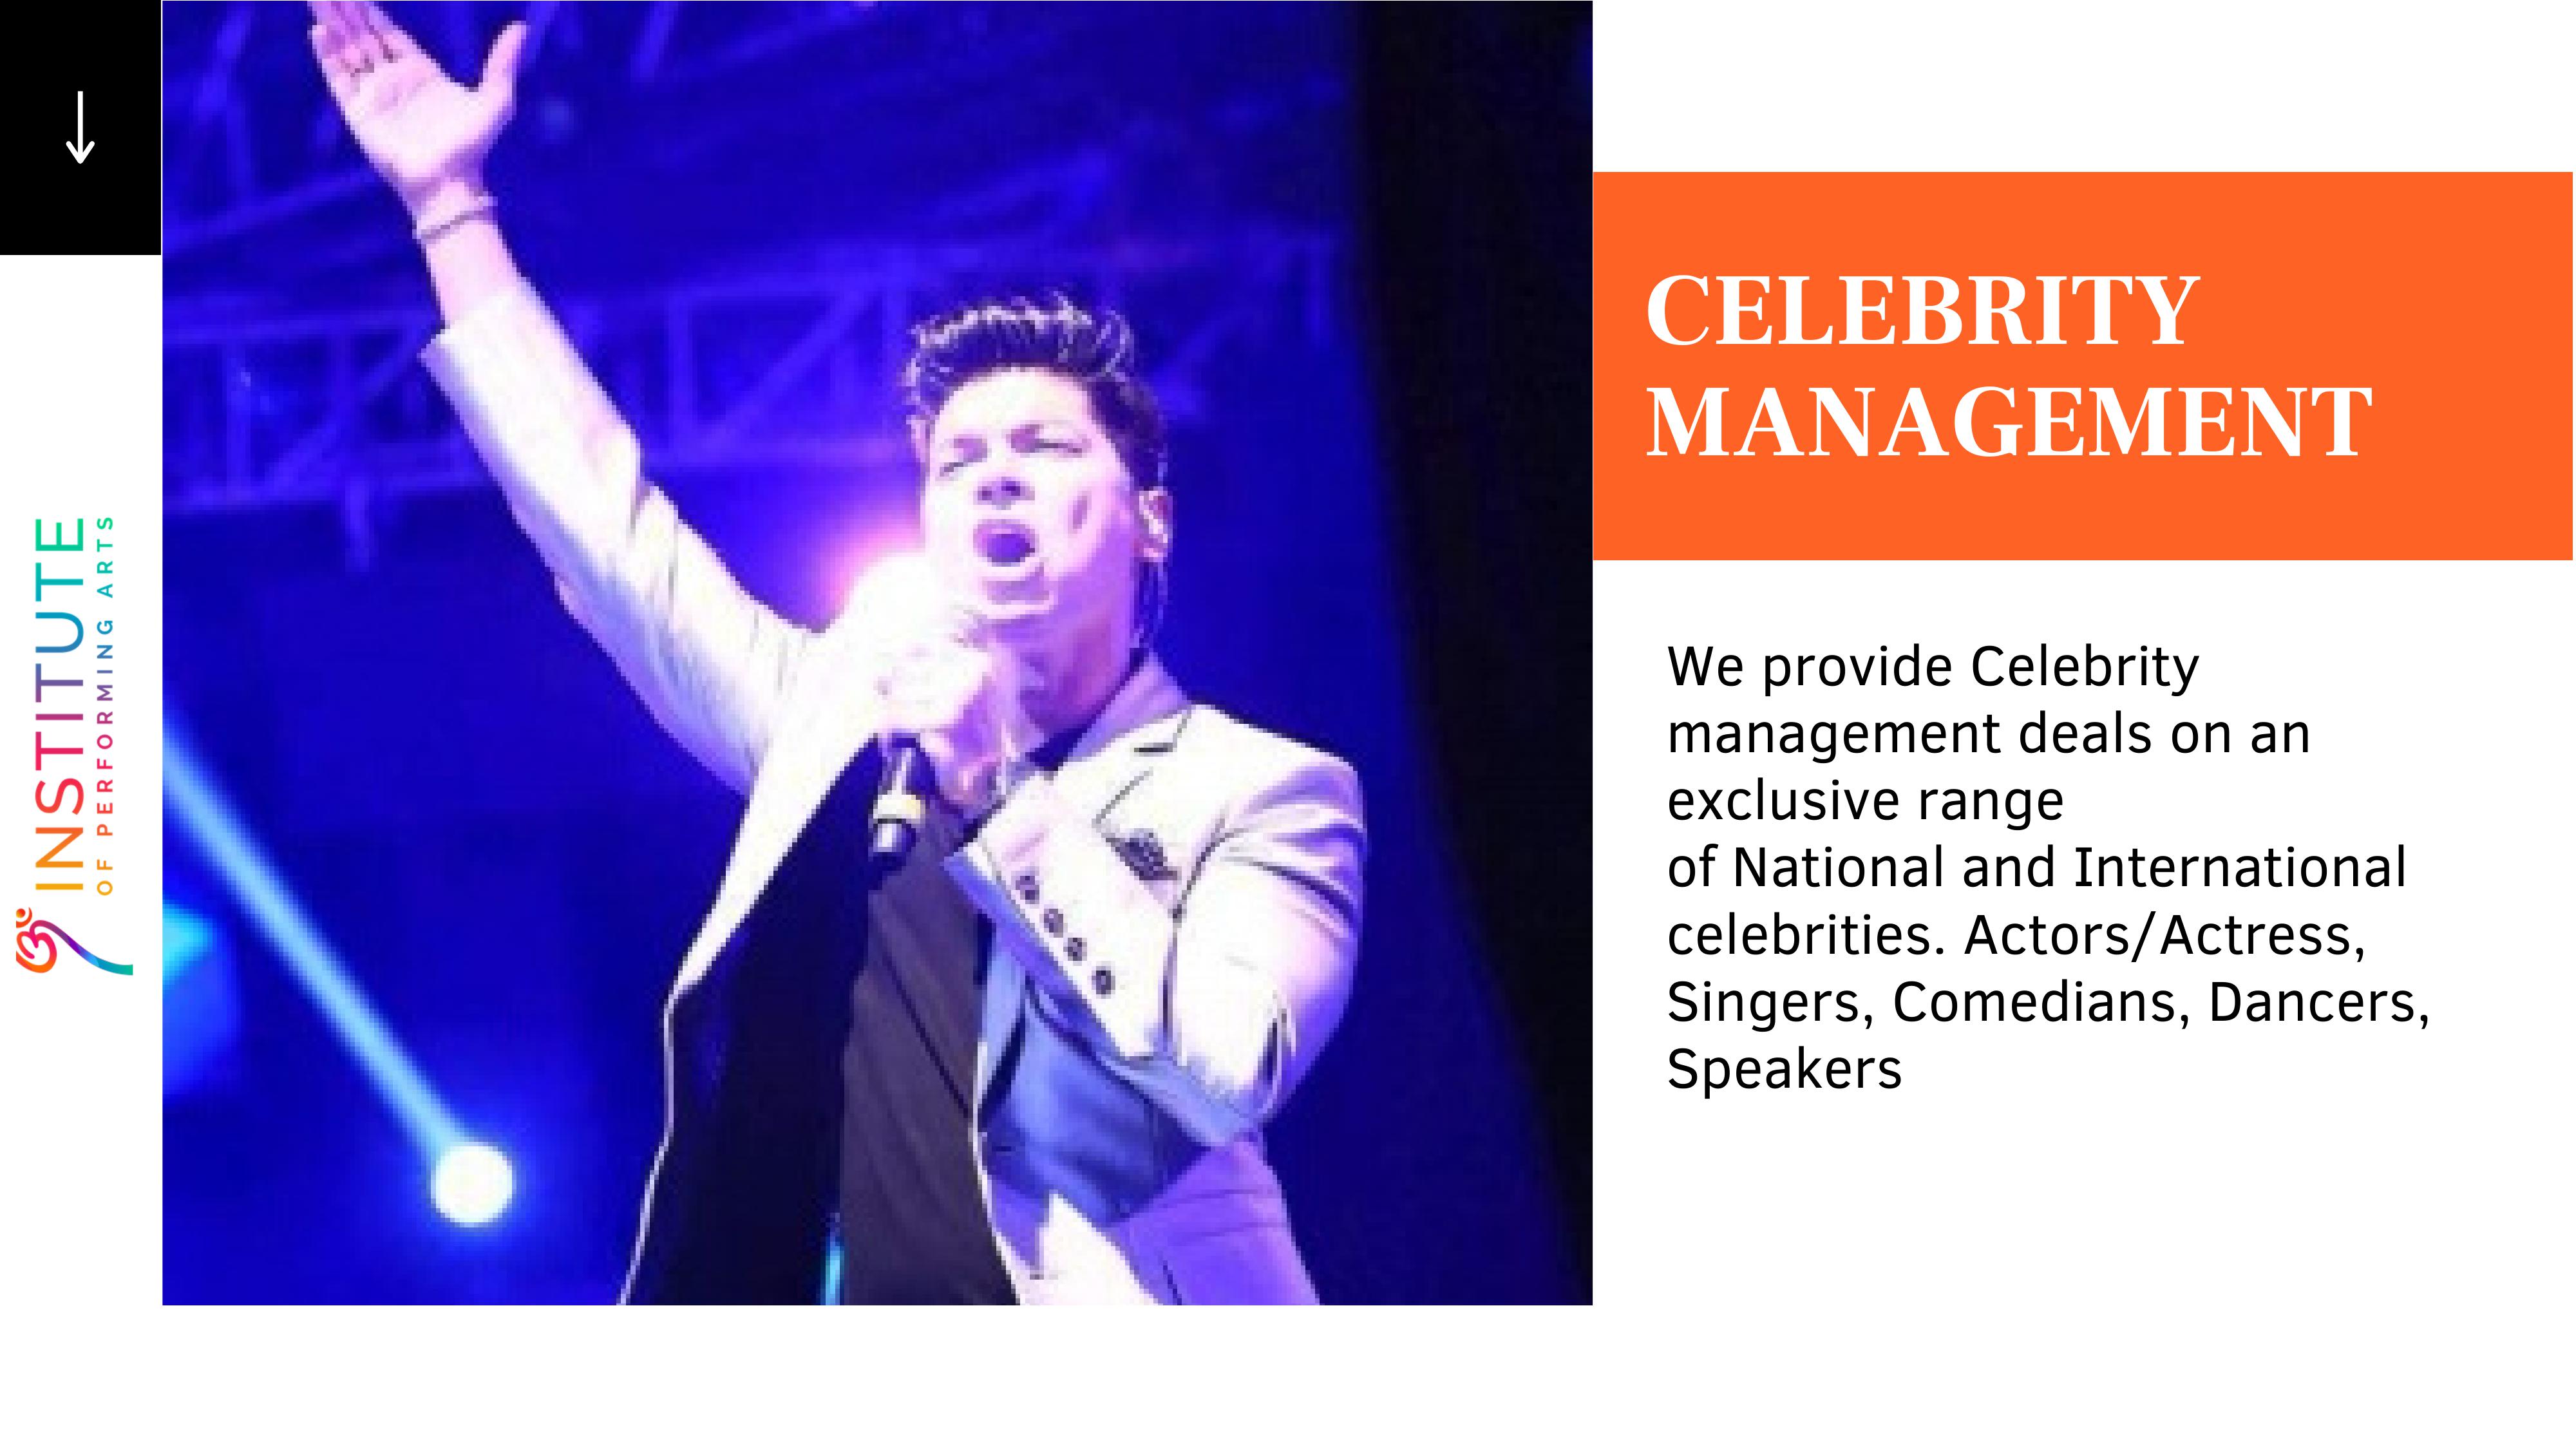 CELEBRITY
MANAGEMENT
We provide Celebrity
management deals on an
exclusive range
of National and International
celebrities. Actors/Actress,
Singers, Comedians, Dancers,
Speakers
INSTITUTE
OF PERFORMING ARTS